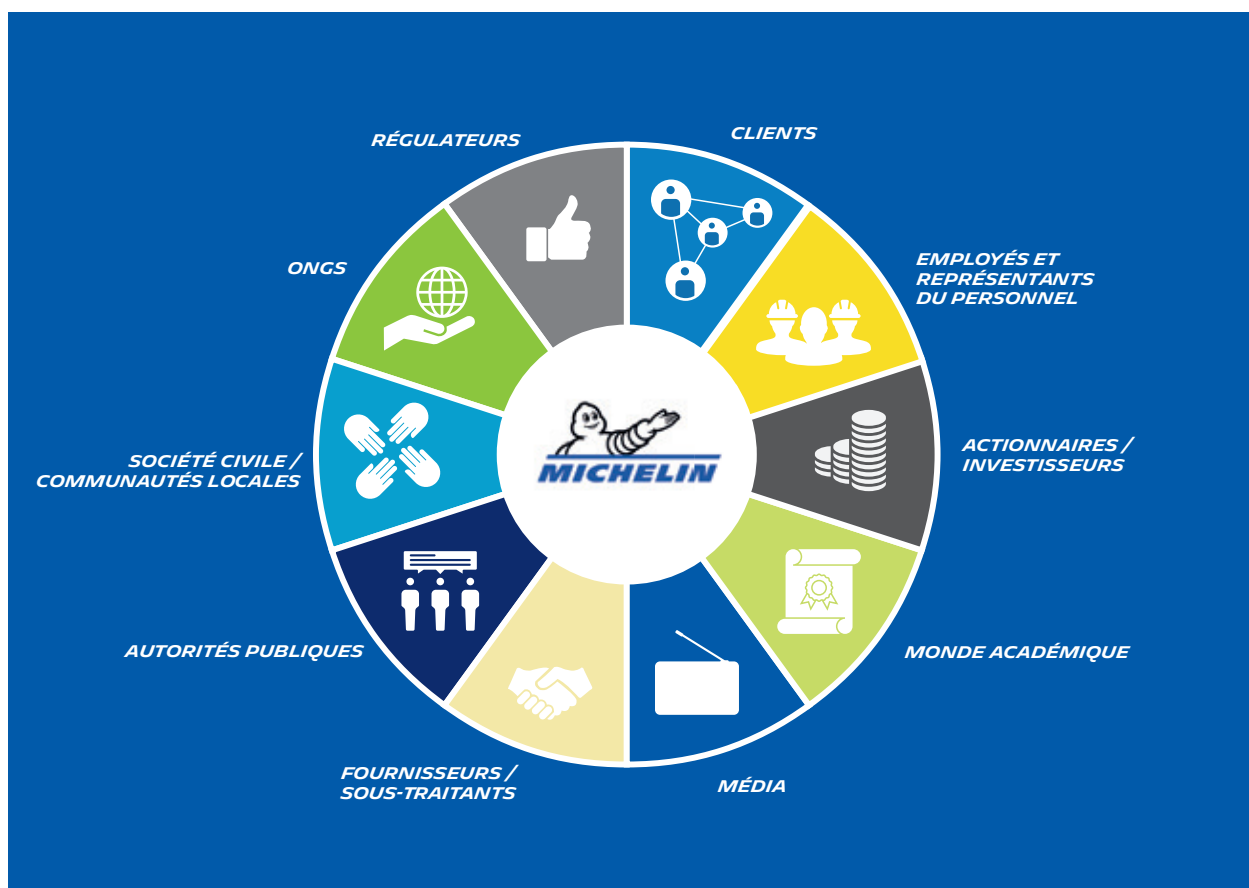 CLIENTS
RÉGULATEURS
EMPLOYÉS ET
REPRÉSENTANTS
DU PERSONNEL
ONGS
ACTIONNAIRES /
INVESTISSEURS
SOCIÉTÉ CIVILE /
COMMUNAUTÉS LOCALES
MICHELIN
AUTORITÉS PUBLIQUES
MONDE ACADÉMIQUE
FOURNISSEURS /
SOUS-TRAITANTS
MÉDIA